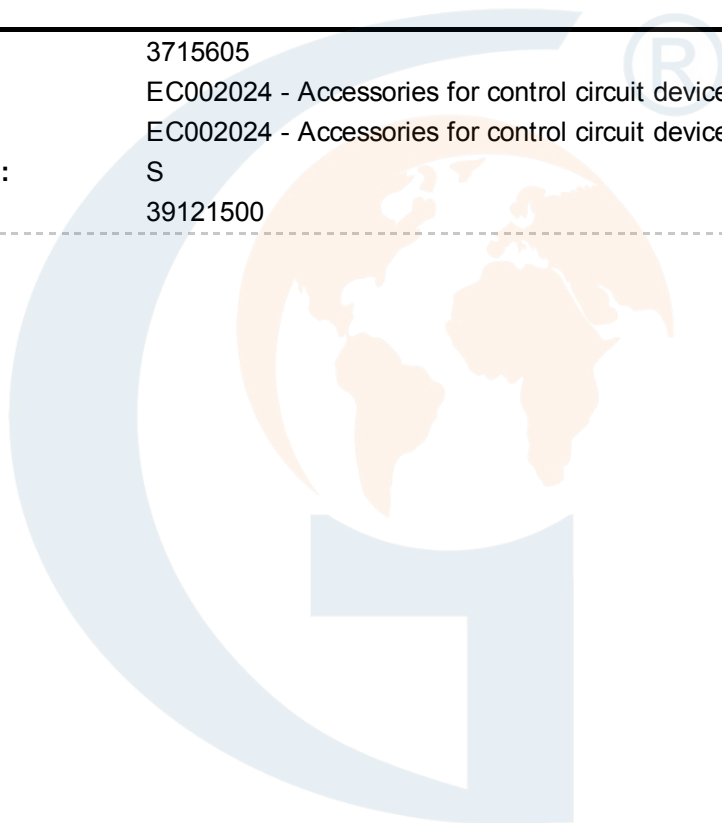 3715605
EC002024 - Accessories for control circuit device
EC002024 - Accessories for control circuit device
: S
39121500
®